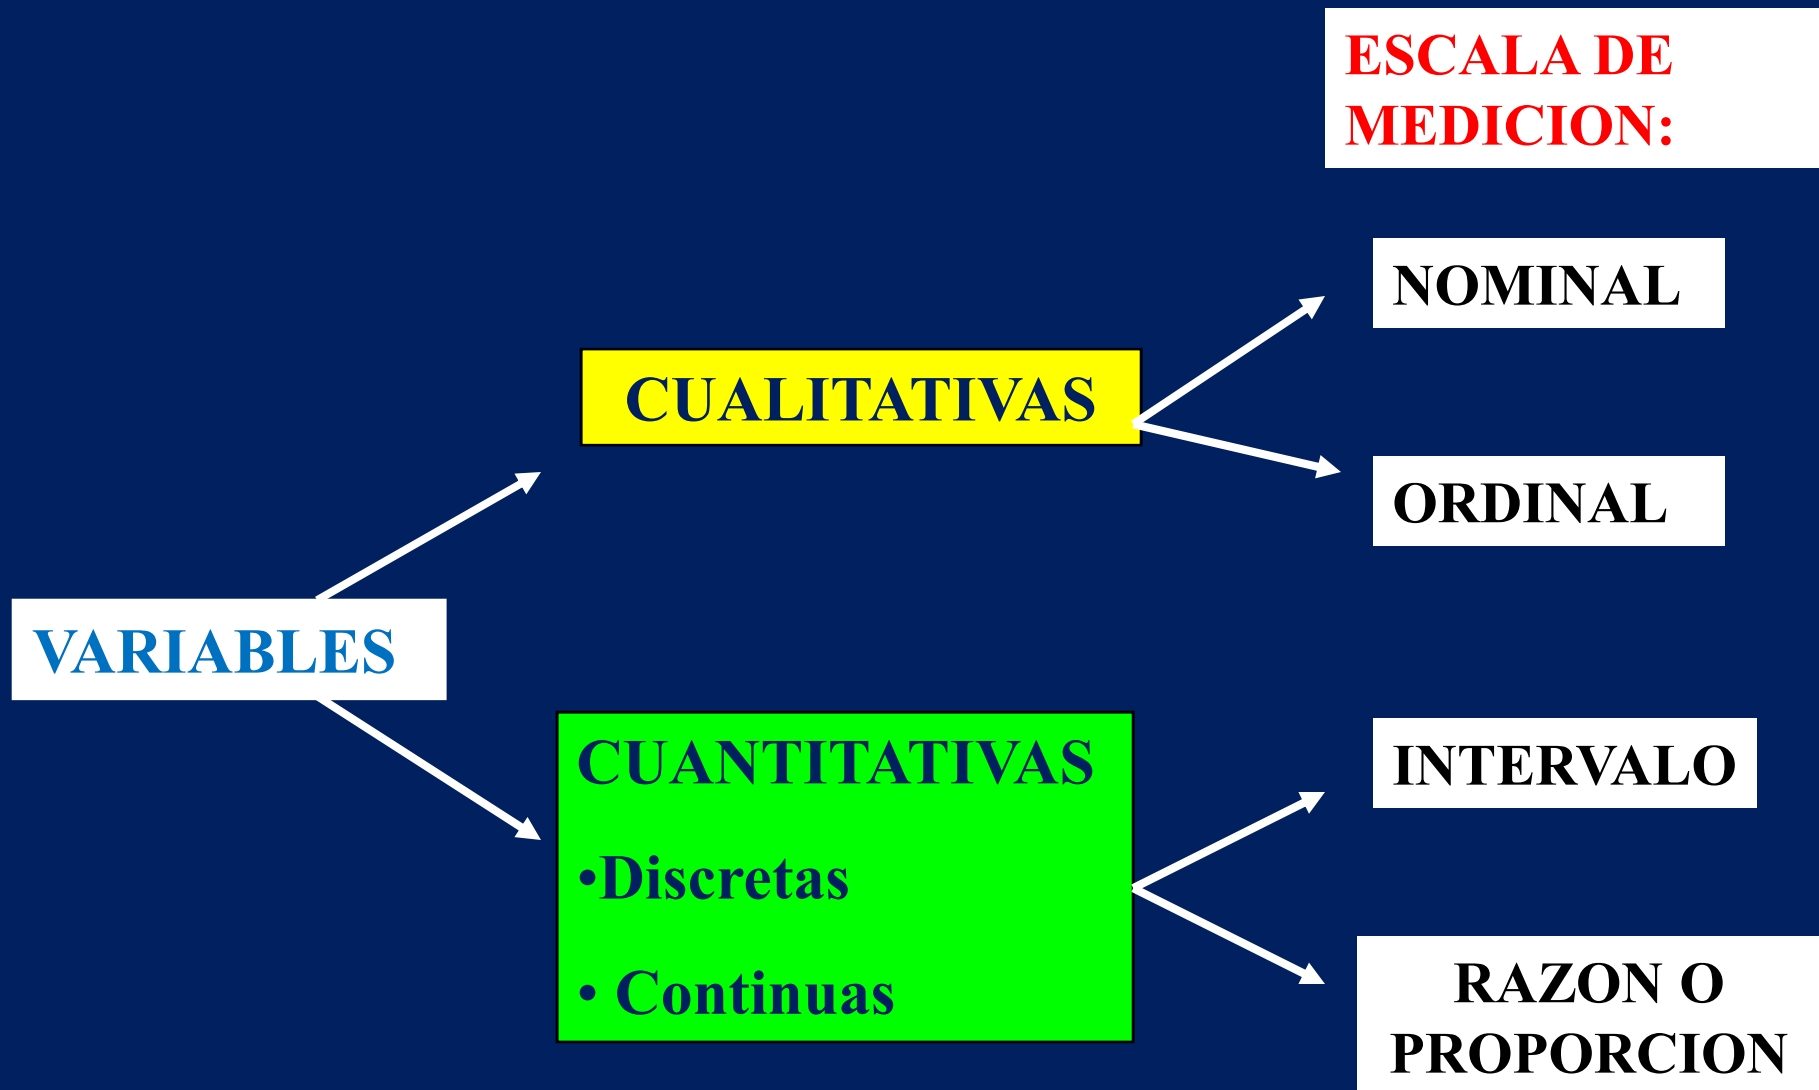 ESCALA DE
MEDICION:
NOMINAL
CUALITATIVAS
ORDINAL
VARIABLES
CUANTITATIVAS
•Discretas
• Continuas
INTERVALO
RAZON O
PROPORCION